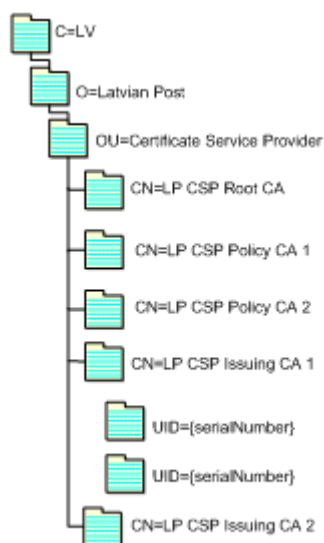 C=LV
O=Latvian Post
OU=Certificate Service Provider
CN=LP CSP Root CA
CN=LP CSP Policy CA 1
CN=LP CSP Policy CA 2
CN=LP CSP Issuing CA 1
UID={serialNumber}
UID={serialNumber}
CN=LP CSP Issuing CA 2